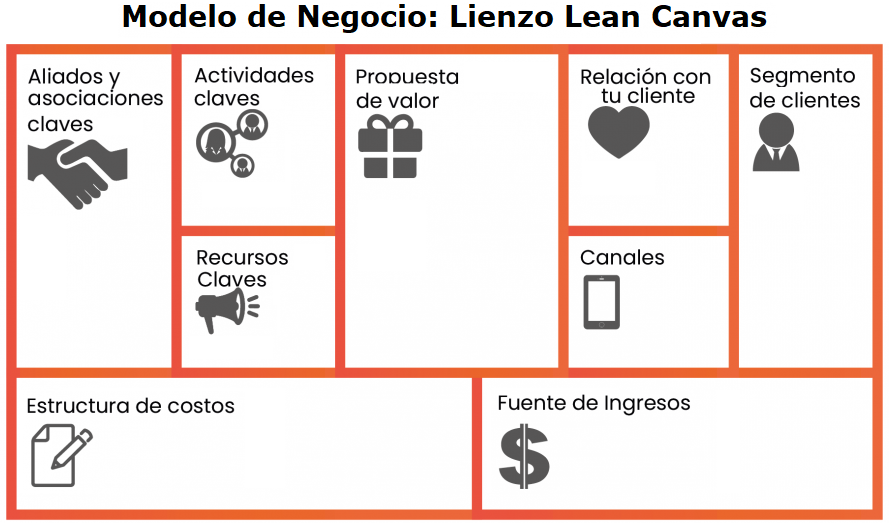 Modelo de Negocio: Lienzo Lean Canvas
Aliados y
asociaciones
claves
Actividades
claves
Recursos
Claves
Propuesta
de valor
Relación con
tu cliente
Canales
Segmento
de clientes
Estructura de costos
Fuente de Ingresos
$